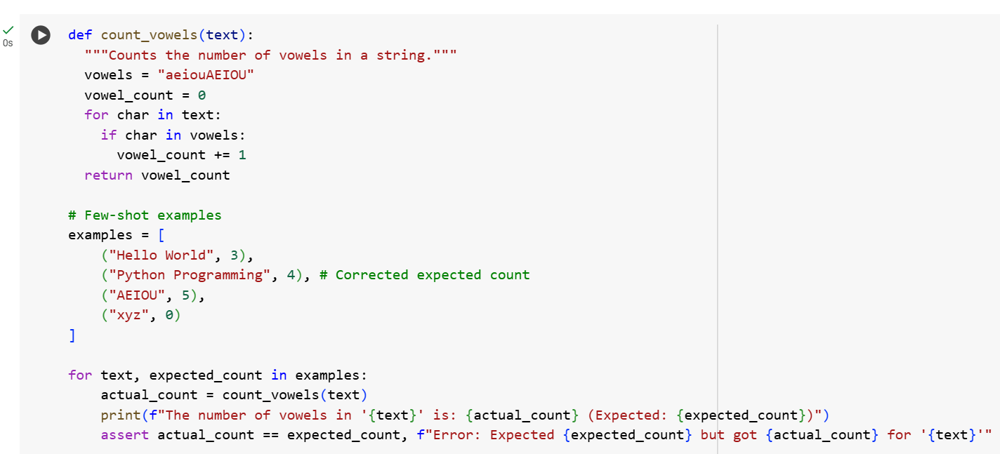 0s
def count_vowels(text):
  """Counts the number of vowels in a string."""
  vowels = "aeiouAEIOU"
  vowel_count = 0
  for char in text:
    if char in vowels:
      vowel_count += 1
  return vowel_count

# Few-shot examples
examples = [
    ("Hello World", 3),
    ("Python Programming", 4), # Corrected expected count
    ("AEIOU", 5),
    ("xyz", 0)
]

for text, expected_count in examples:
    actual_count = count_vowels(text)
    print(f"The number of vowels in '{text}' is: {actual_count} (Expected: {expected_count})")
    assert actual_count == expected_count, f"Error: Expected {expected_count} but got {actual_count} for '{text}'"